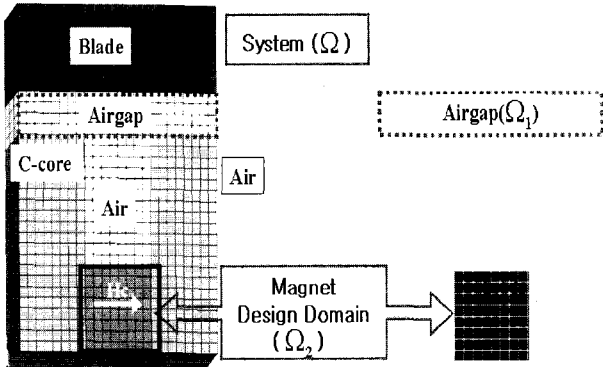 Blade
System (Ω)
Airgap
Airgap(Ω₁)
C-core
Air
Air
Hc
Magnet
Design Domain
(Ω₂)